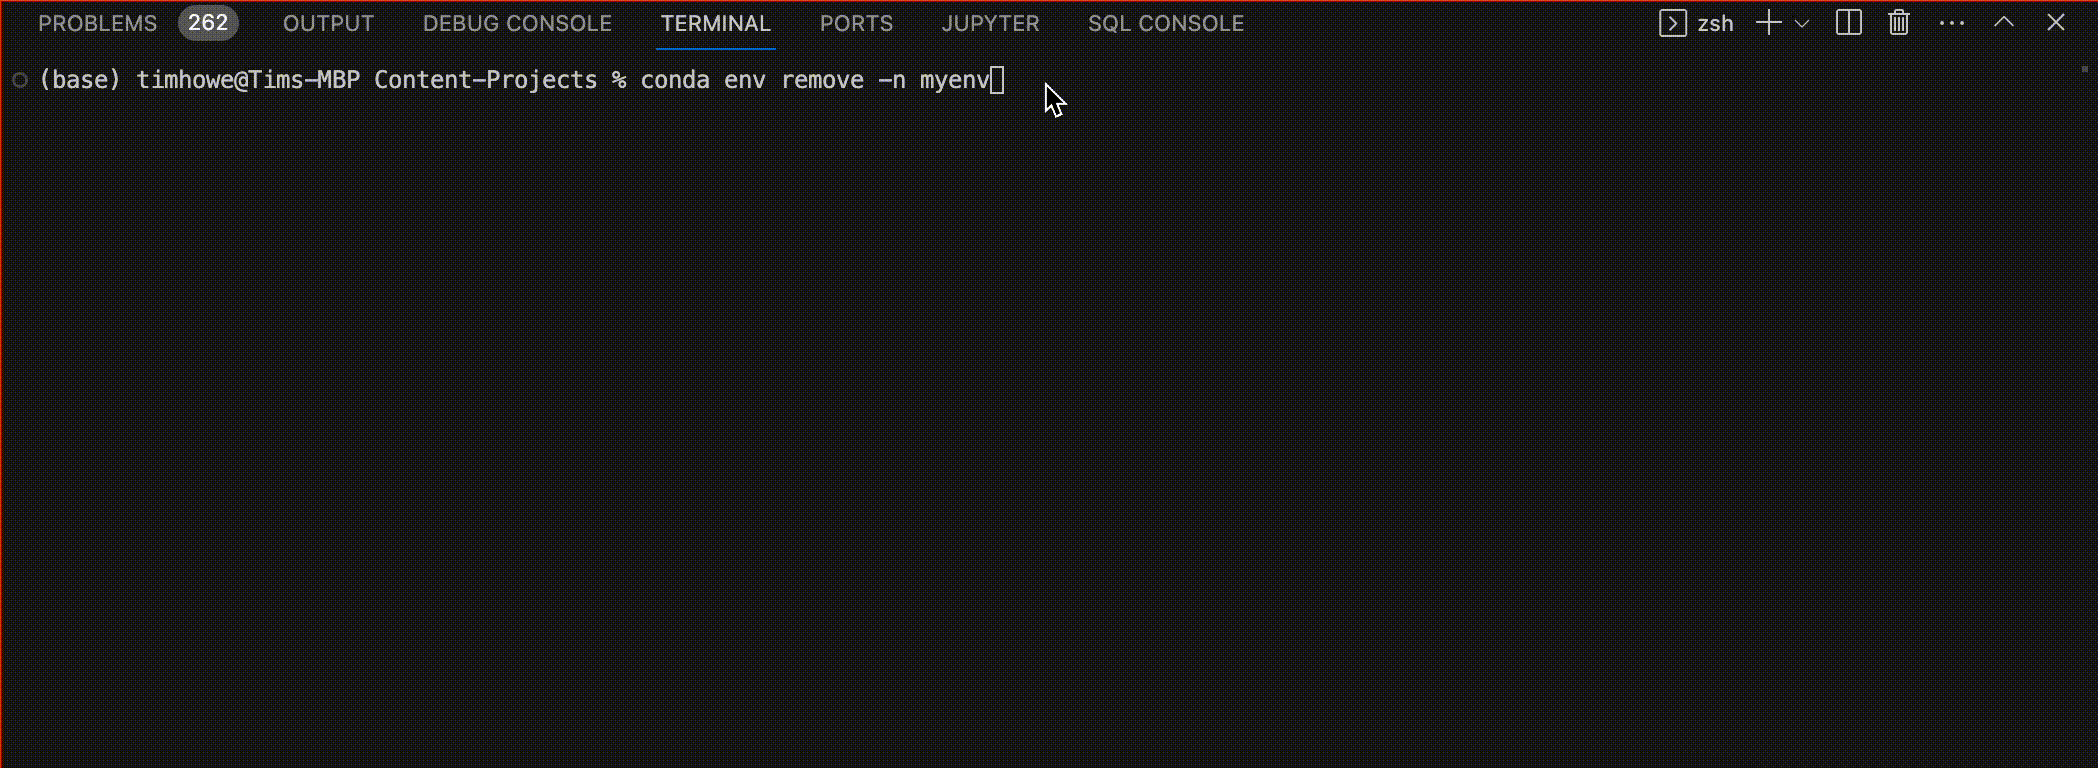 PROBLEMS 262 OUTPUT DEBUG CONSOLE TERMINAL PORTS JUPYTER SQL CONSOLE zsh
(base) timhowe@Tims-MBP Content-Projects % conda env remove -n myenv